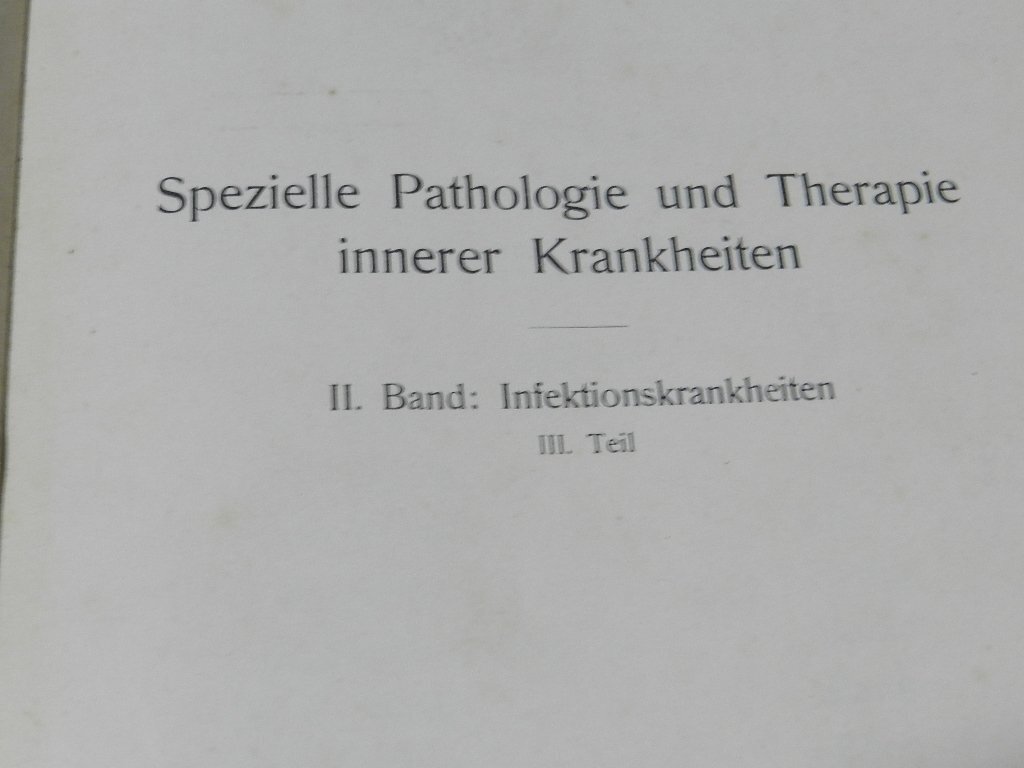 Spezielle Pathologie und Therapie
innerer Krankheiten
II. Band: Infektionskrankheiten
III. Teil